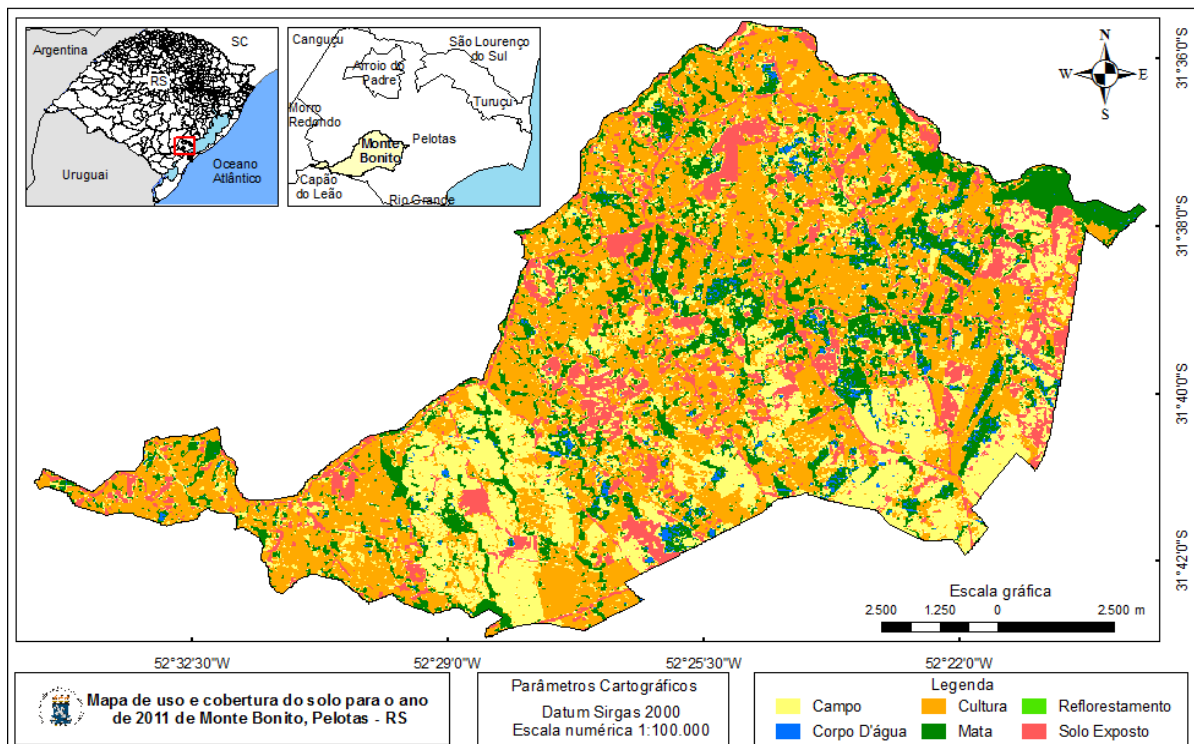 Argentina
SC
RS
Uruguai
Oceano
Atlântico
Canguçu
São Lourenço
do Sul
Arroio do
Padre
Turuçu
Morro
Redondo
Monte
Bonito
Pelotas
Capão
do Leão
Rio Grande
N
W
E
S
31°36'0"S
31°38'0"S
31°40'0"S
31°42'0"S
Escala gráfica
2.500 1.250 0 2.500 m
52°32'30"W 52°29'0"W 52°25'30"W 52°22'0"W
Mapa de uso e cobertura do solo para o ano
de 2011 de Monte Bonito, Pelotas - RS
Parâmetros Cartográficos
Datum Sirgas 2000
Escala numérica 1:100.000
Legenda
Campo Cultura Reflorestamento
Corpo D'água Mata Solo Exposto